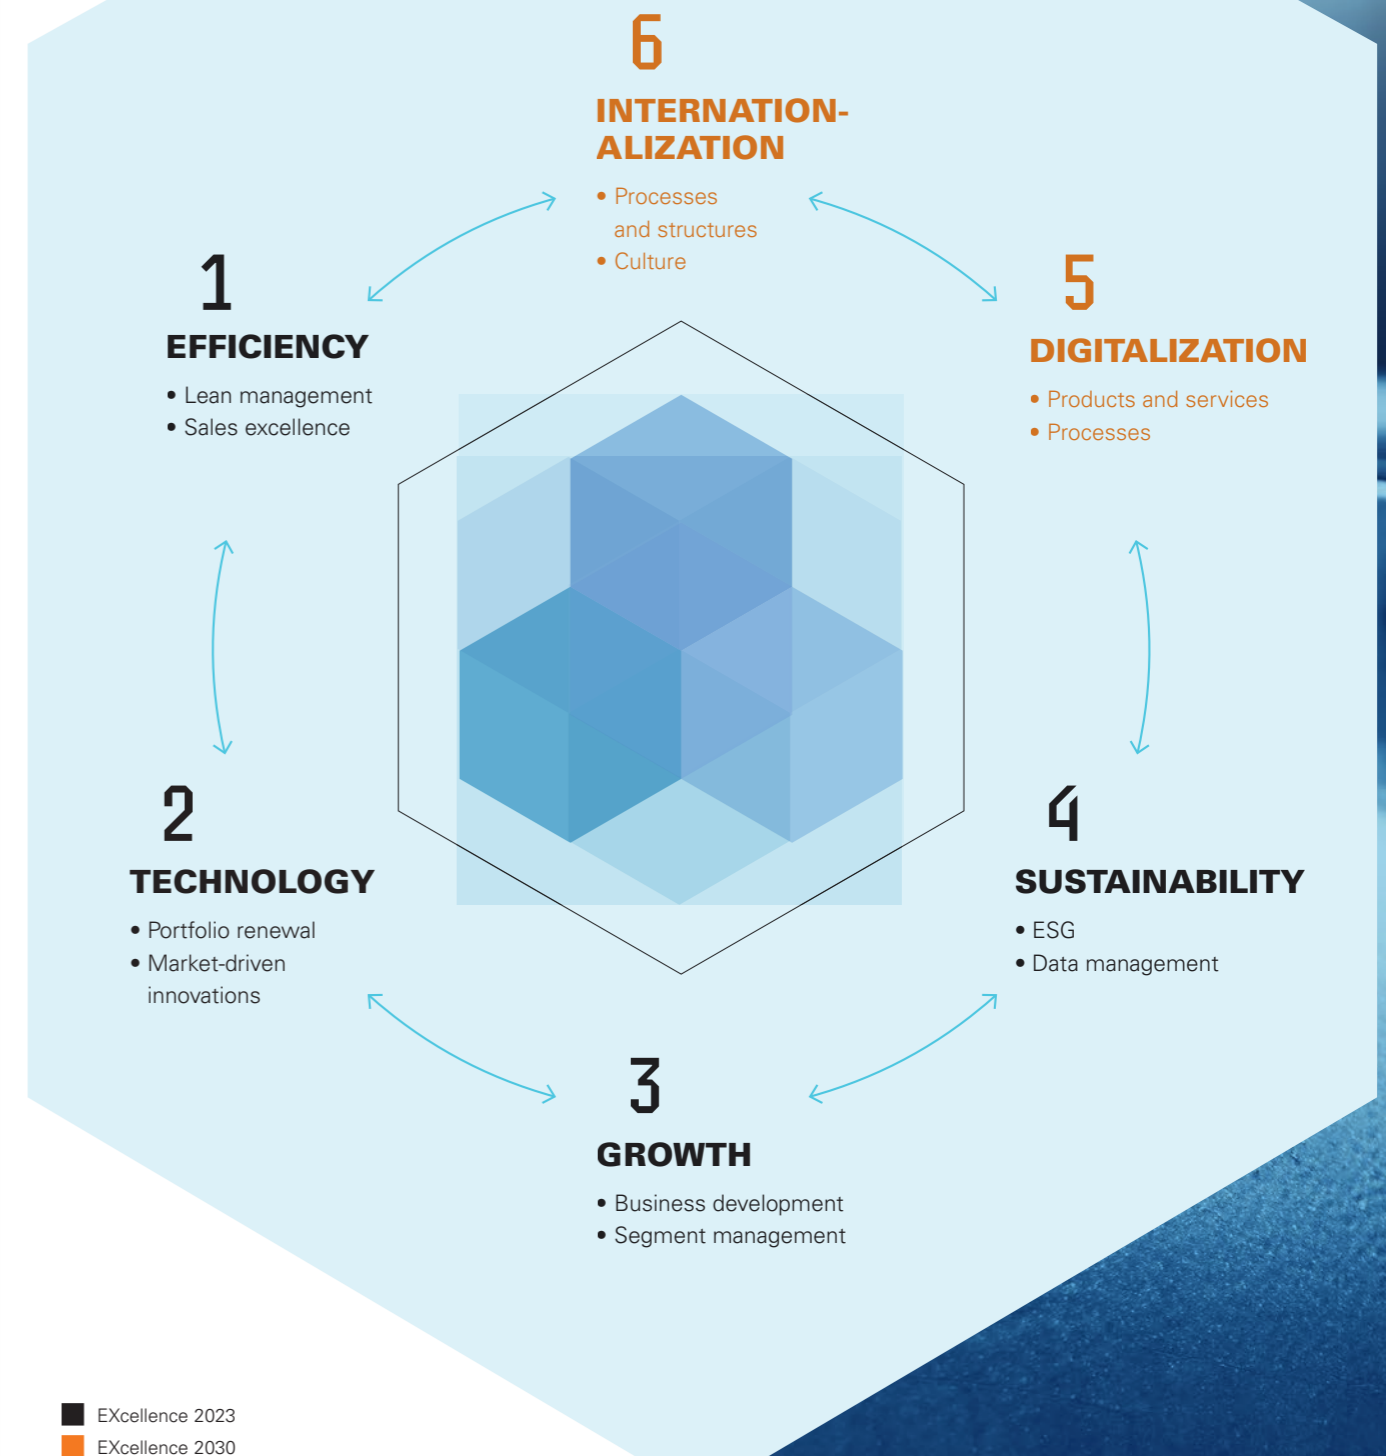 6
INTERNATION-
ALIZATION
• Processes
and structures
• Culture
1
EFFICIENCY
• Lean management
• Sales excellence
5
DIGITALIZATION
• Products and services
• Processes
2
TECHNOLOGY
• Portfolio renewal
• Market-driven
innovations
4
SUSTAINABILITY
• ESG
• Data management
3
GROWTH
• Business development
• Segment management
EXcellence 2023
EXcellence 2030